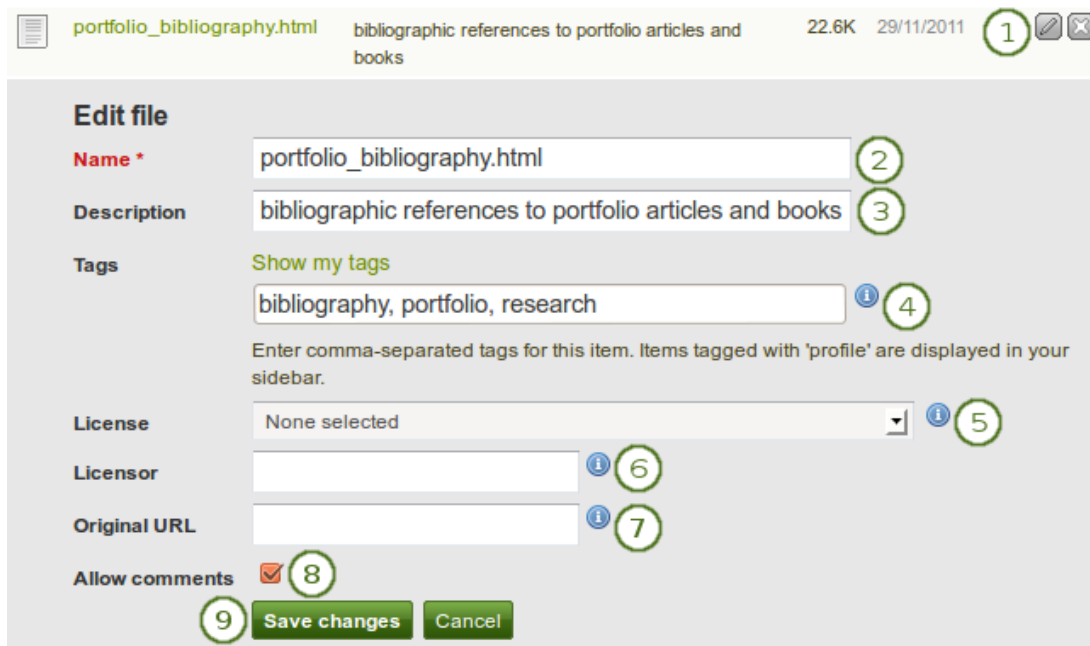 portfolio_bibliography.html bibliographic references to portfolio articles and 22.6K 29/11/2011 1
books
Edit file
Name * portfolio_bibliography.html 2
Description bibliographic references to portfolio articles and books 3
Tags Show my tags
bibliography, portfolio, research 4
Enter comma-separated tags for this item. Items tagged with 'profile' are displayed in your
sidebar.
License None selected 5
Licensor 6
Original URL 7
Allow comments 8
9 Save changes Cancel